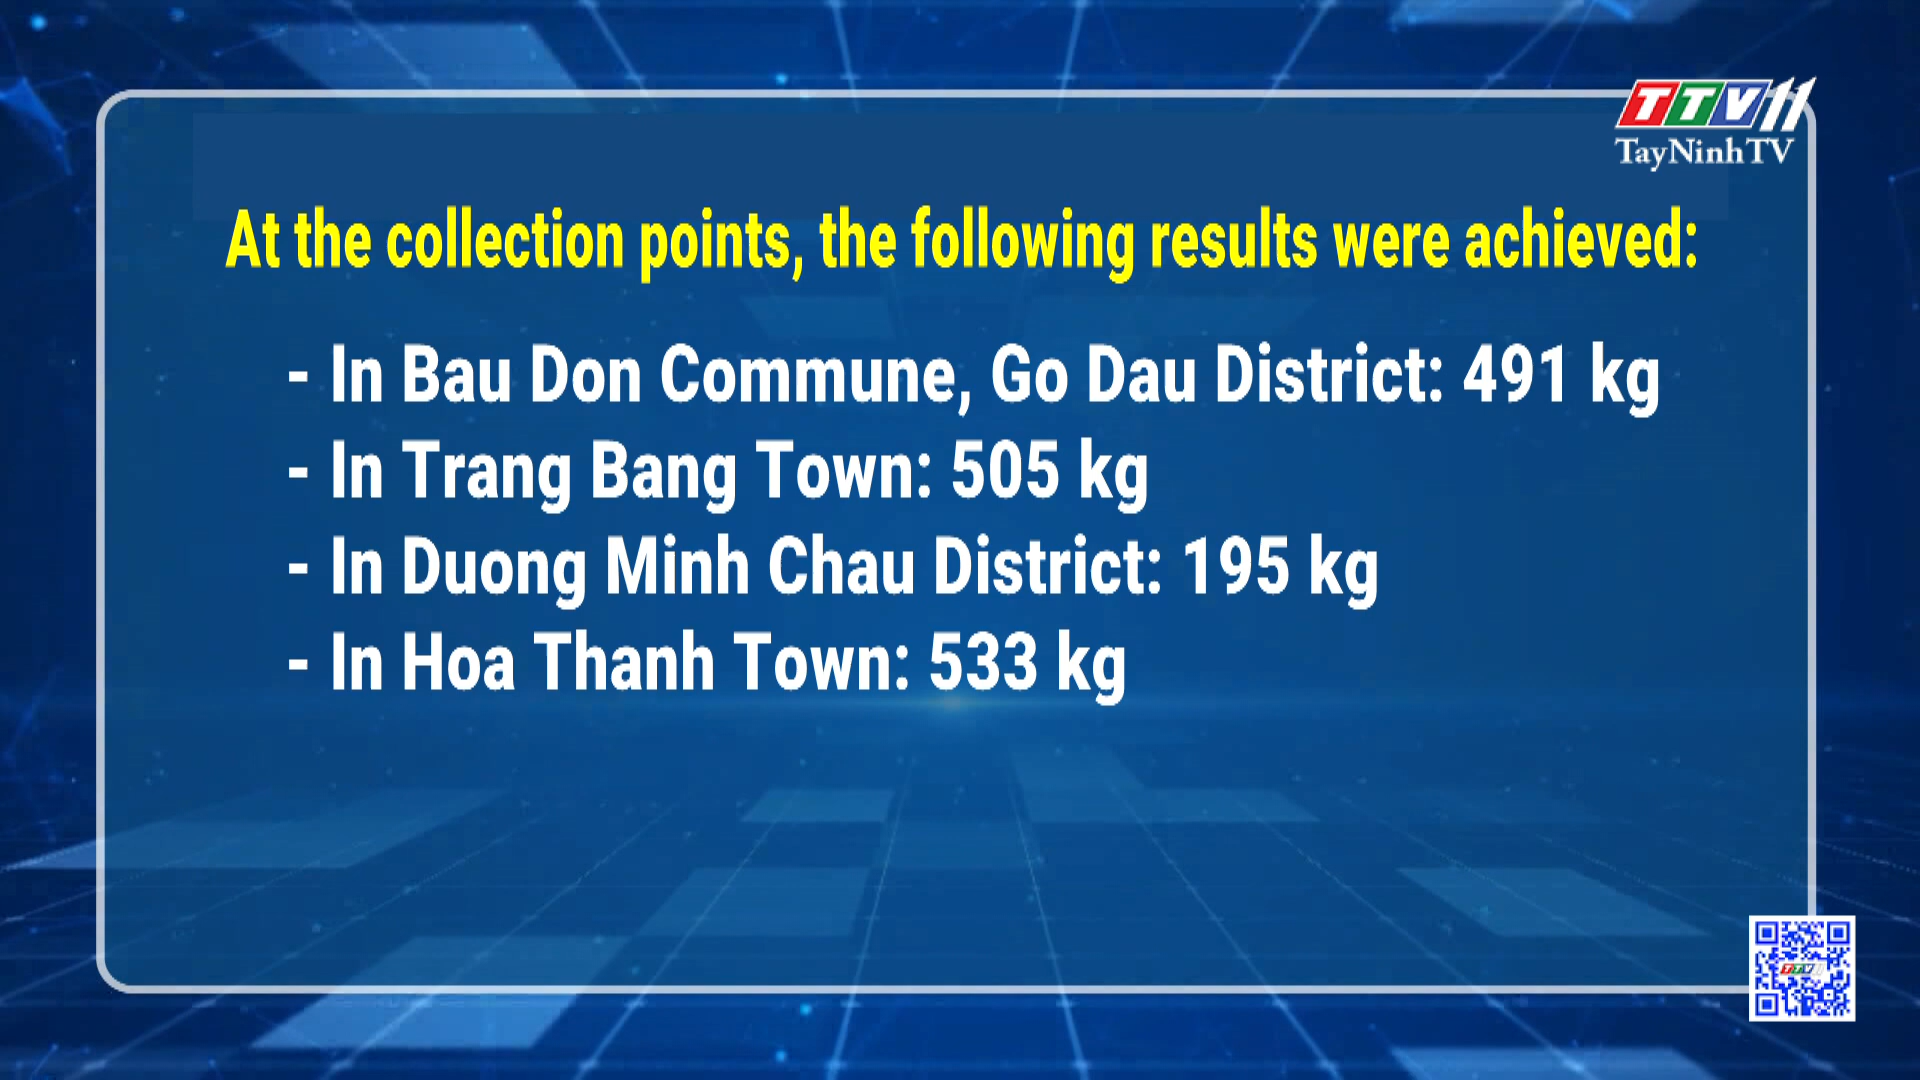 TTV11
TayNinhTV
At the collection points, the following results were achieved:
- In Bau Don Commune, Go Dau District: 491 kg
- In Trang Bang Town: 505 kg
- In Duong Minh Chau District: 195 kg
- In Hoa Thanh Town: 533 kg
TTV11